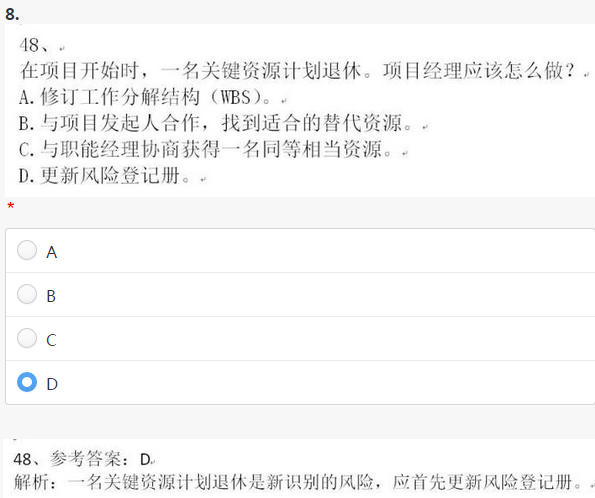 8.
48、
在项目开始时，一名关键资源计划退休。项目经理应该怎么做？
A.修订工作分解结构（WBS）。
B.与项目发起人合作，找到适合的替代资源。
C.与职能经理协商获得一名同等相当资源。
D.更新风险登记册。
*
A
B
C
D
48、参考答案：D
解析：一名关键资源计划退休是新识别的风险，应首先更新风险登记册。